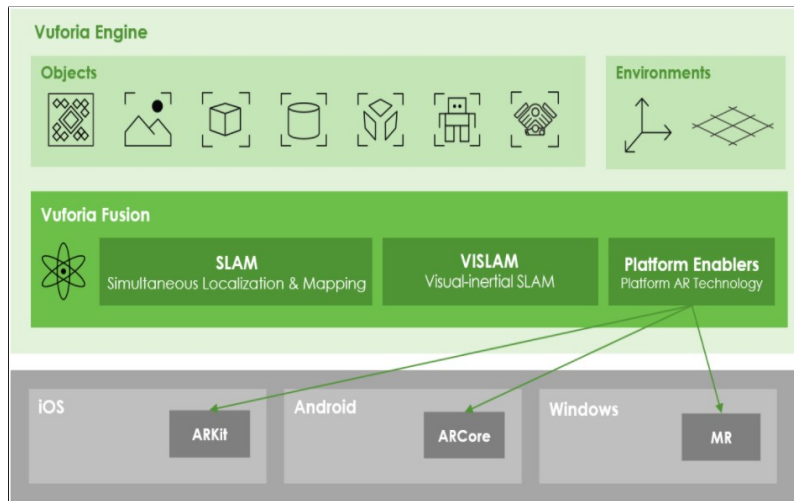 Vuforia Engine
Objects
Environments
Vuforia Fusion
SLAM
Simultaneous Localization & Mapping
VISLAM
Visual-inertial SLAM
Platform Enablers
Platform AR Technology
iOS
ARKit
Android
ARCore
Windows
MR